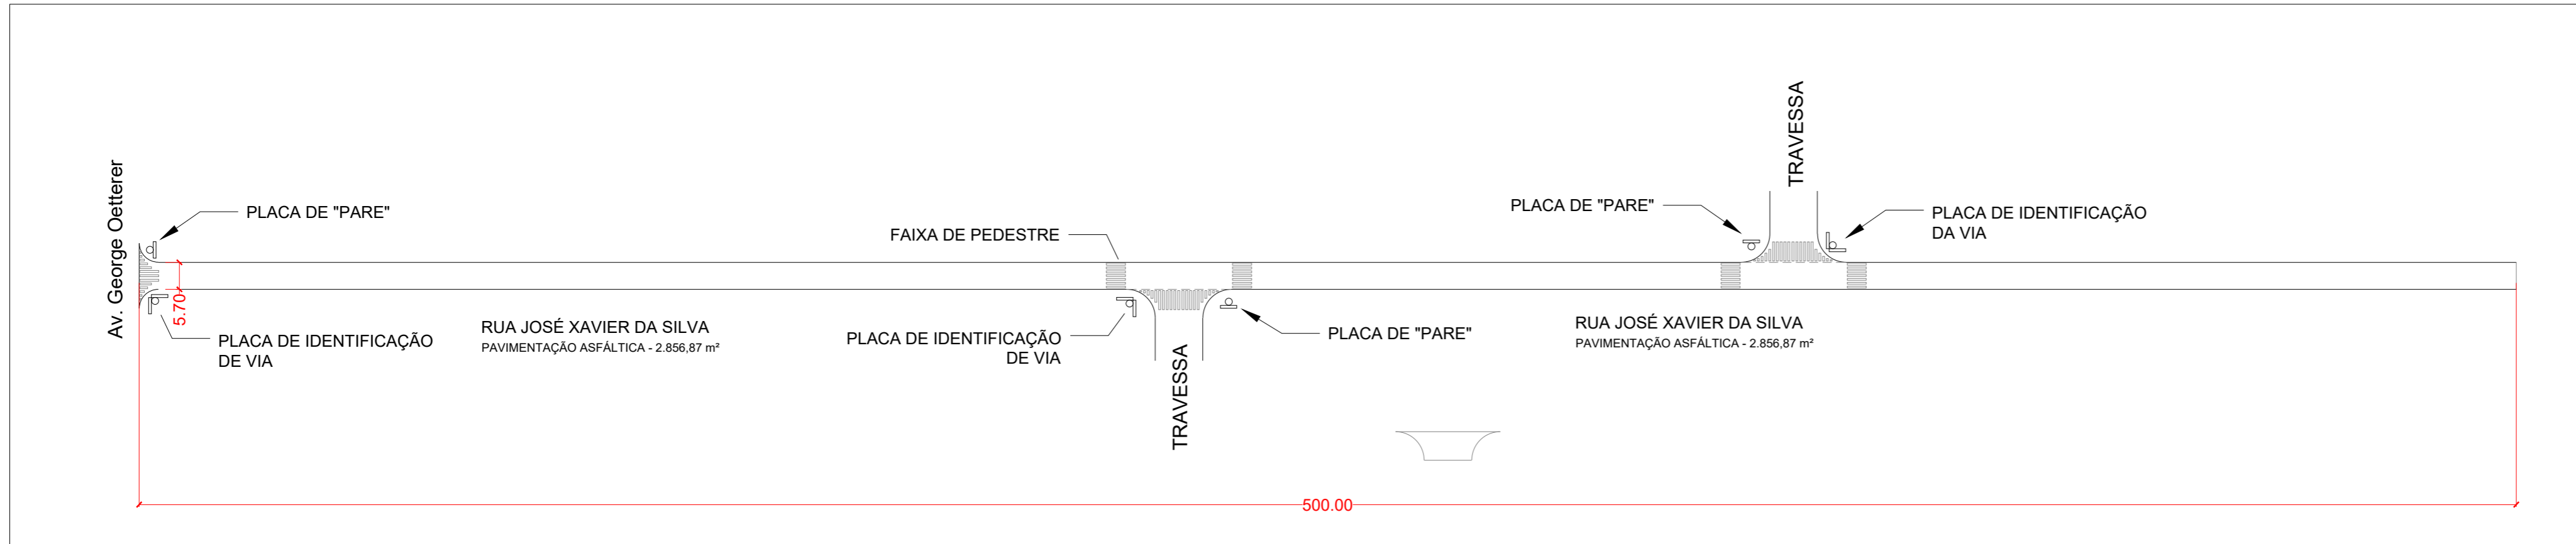 Av. George Oetterer
PLACA DE "PARE"
5.70
PLACA DE IDENTIFICAÇÃO
DE VIA
RUA JOSÉ XAVIER DA SILVA
PAVIMENTAÇÃO ASFÁLTICA - 2.856,87 m²
FAIXA DE PEDESTRE
PLACA DE IDENTIFICAÇÃO
DE VIA
TRAVESSA
PLACA DE "PARE"
PLACA DE "PARE"
TRAVESSA
PLACA DE IDENTIFICAÇÃO
DA VIA
RUA JOSÉ XAVIER DA SILVA
PAVIMENTAÇÃO ASFÁLTICA - 2.856,87 m²
500.00